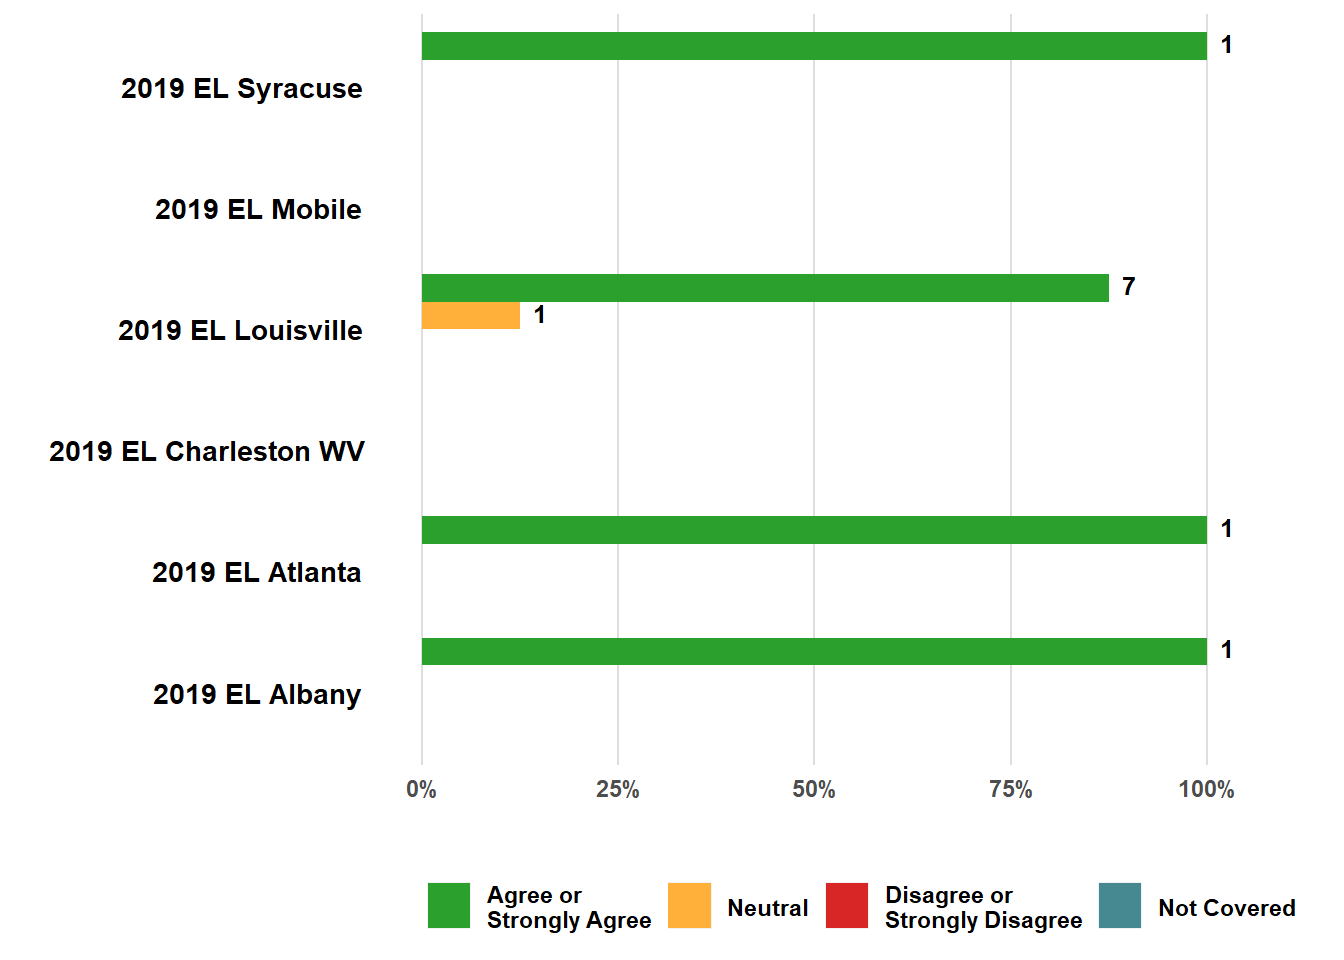 1
2019 EL Syracuse
2019 EL Mobile
7
1
2019 EL Louisville
2019 EL Charleston WV
1
2019 EL Atlanta
1
2019 EL Albany
0% 25% 50% 75% 100%
Agree or
Strongly Agree
Neutral
Disagree or
Strongly Disagree
Not Covered